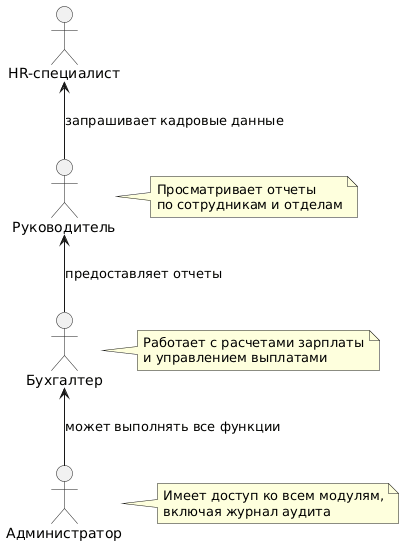 HR-специалист
запрашивает кадровые данные
Просматривает отчеты
по сотрудникам и отделам
Руководитель
предоставляет отчеты
Работает с расчетами зарплаты
и управлением выплатами
Бухгалтер
может выполнять все функции
Имеет доступ ко всем модулям,
включая журнал аудита
Администратор